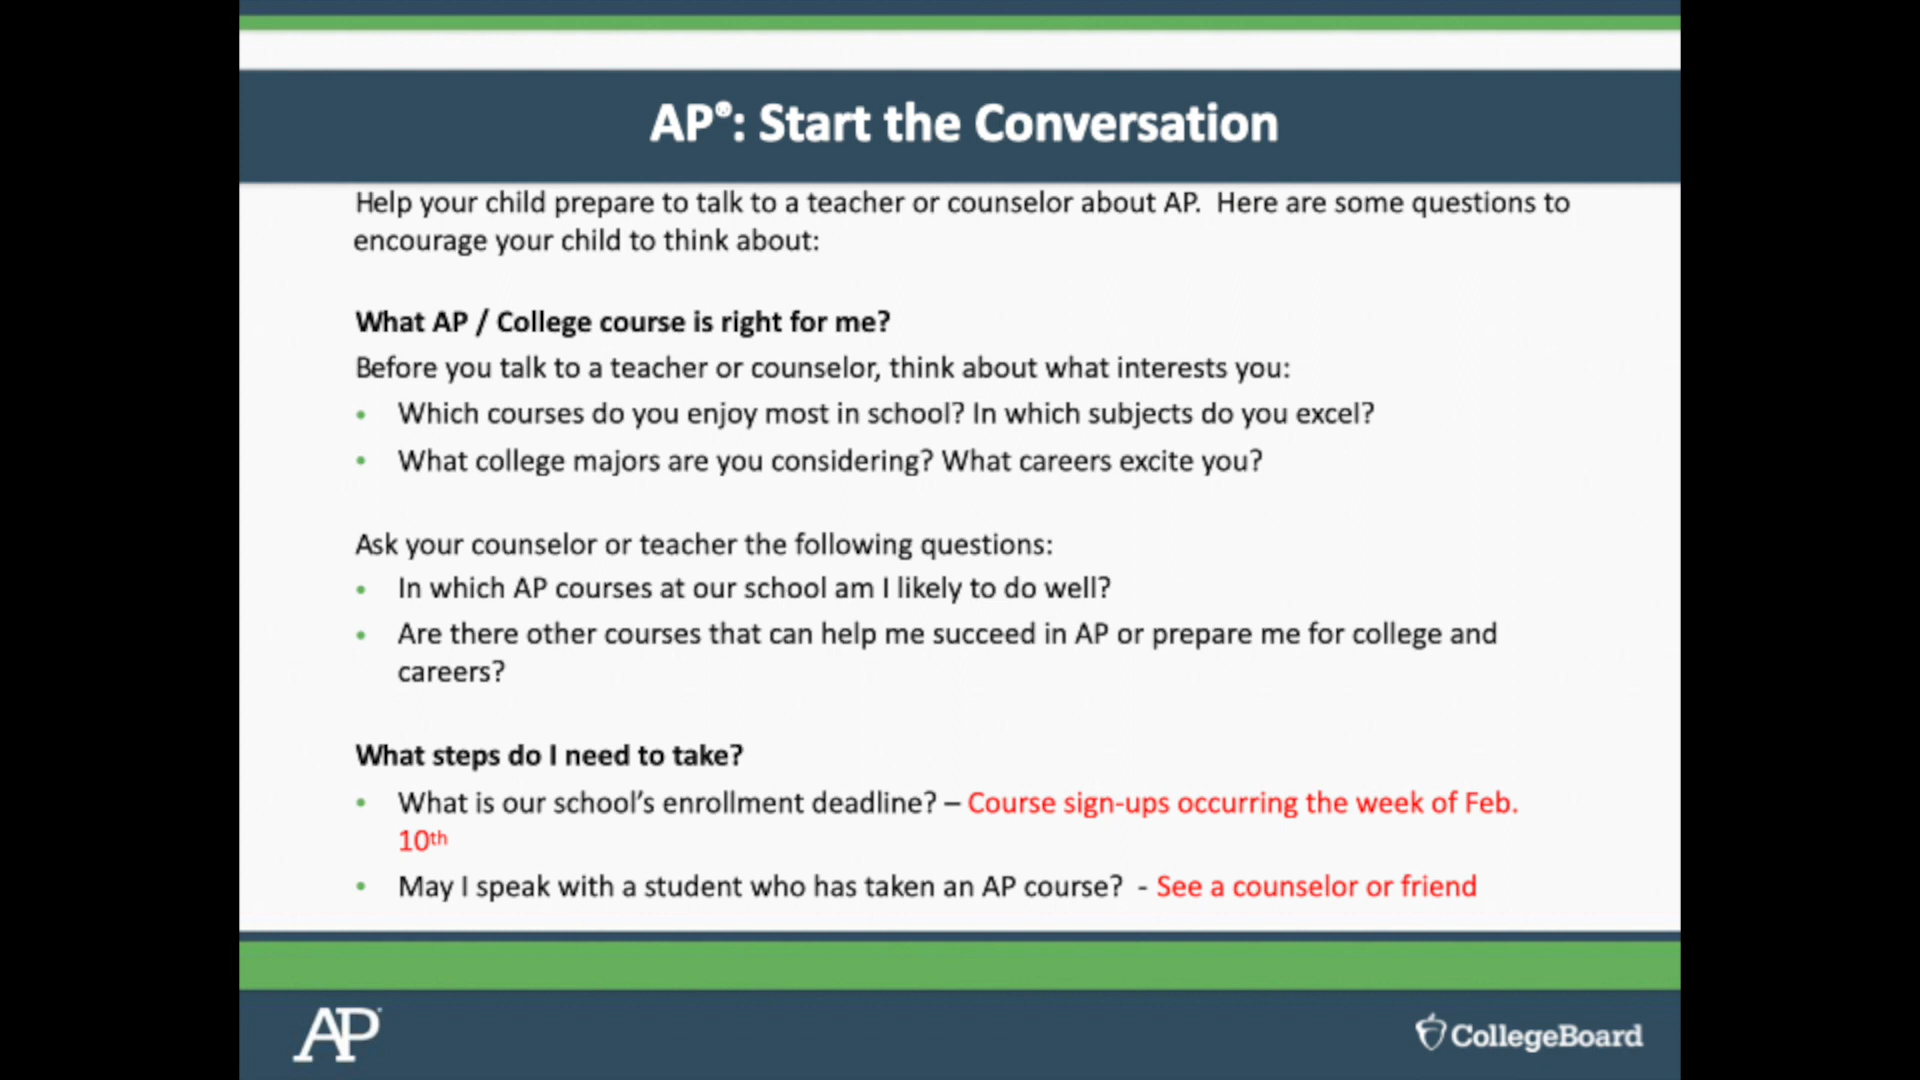 AP®: Start the Conversation
Help your child prepare to talk to a teacher or counselor about AP.  Here are some questions to
encourage your child to think about:
What AP / College course is right for me?
Before you talk to a teacher or counselor, think about what interests you:
• Which courses do you enjoy most in school? In which subjects do you excel?
• What college majors are you considering? What careers excite you?
Ask your counselor or teacher the following questions:
• In which AP courses at our school am I likely to do well?
• Are there other courses that can help me succeed in AP or prepare me for college and
careers?
What steps do I need to take?
• What is our school’s enrollment deadline? – Course sign-ups occurring the week of Feb.
10th
• May I speak with a student who has taken an AP course?  - See a counselor or friend
AP
CollegeBoard